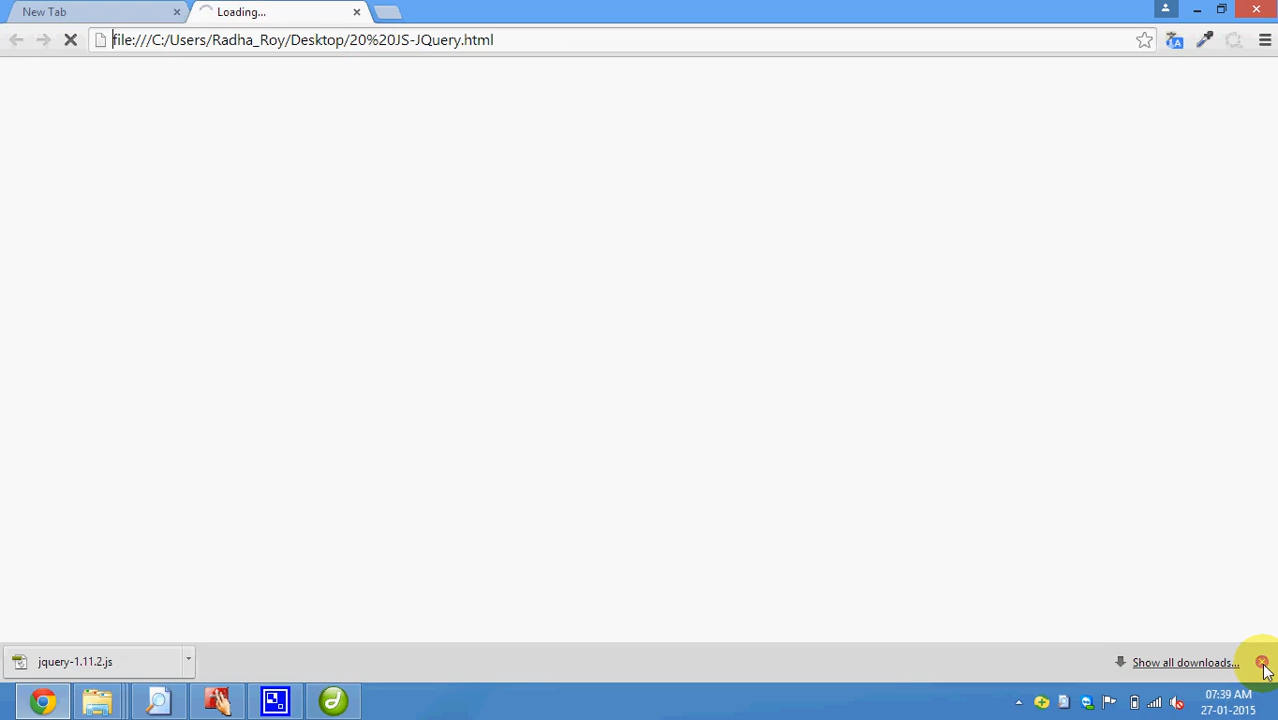 New Tab
Loading...
file:///C:/Users/Radha_Roy/Desktop/20%20JS-JQuery.html
jquery-1.11.2.js
Show all downloads...
07:39 AM
27-01-2015